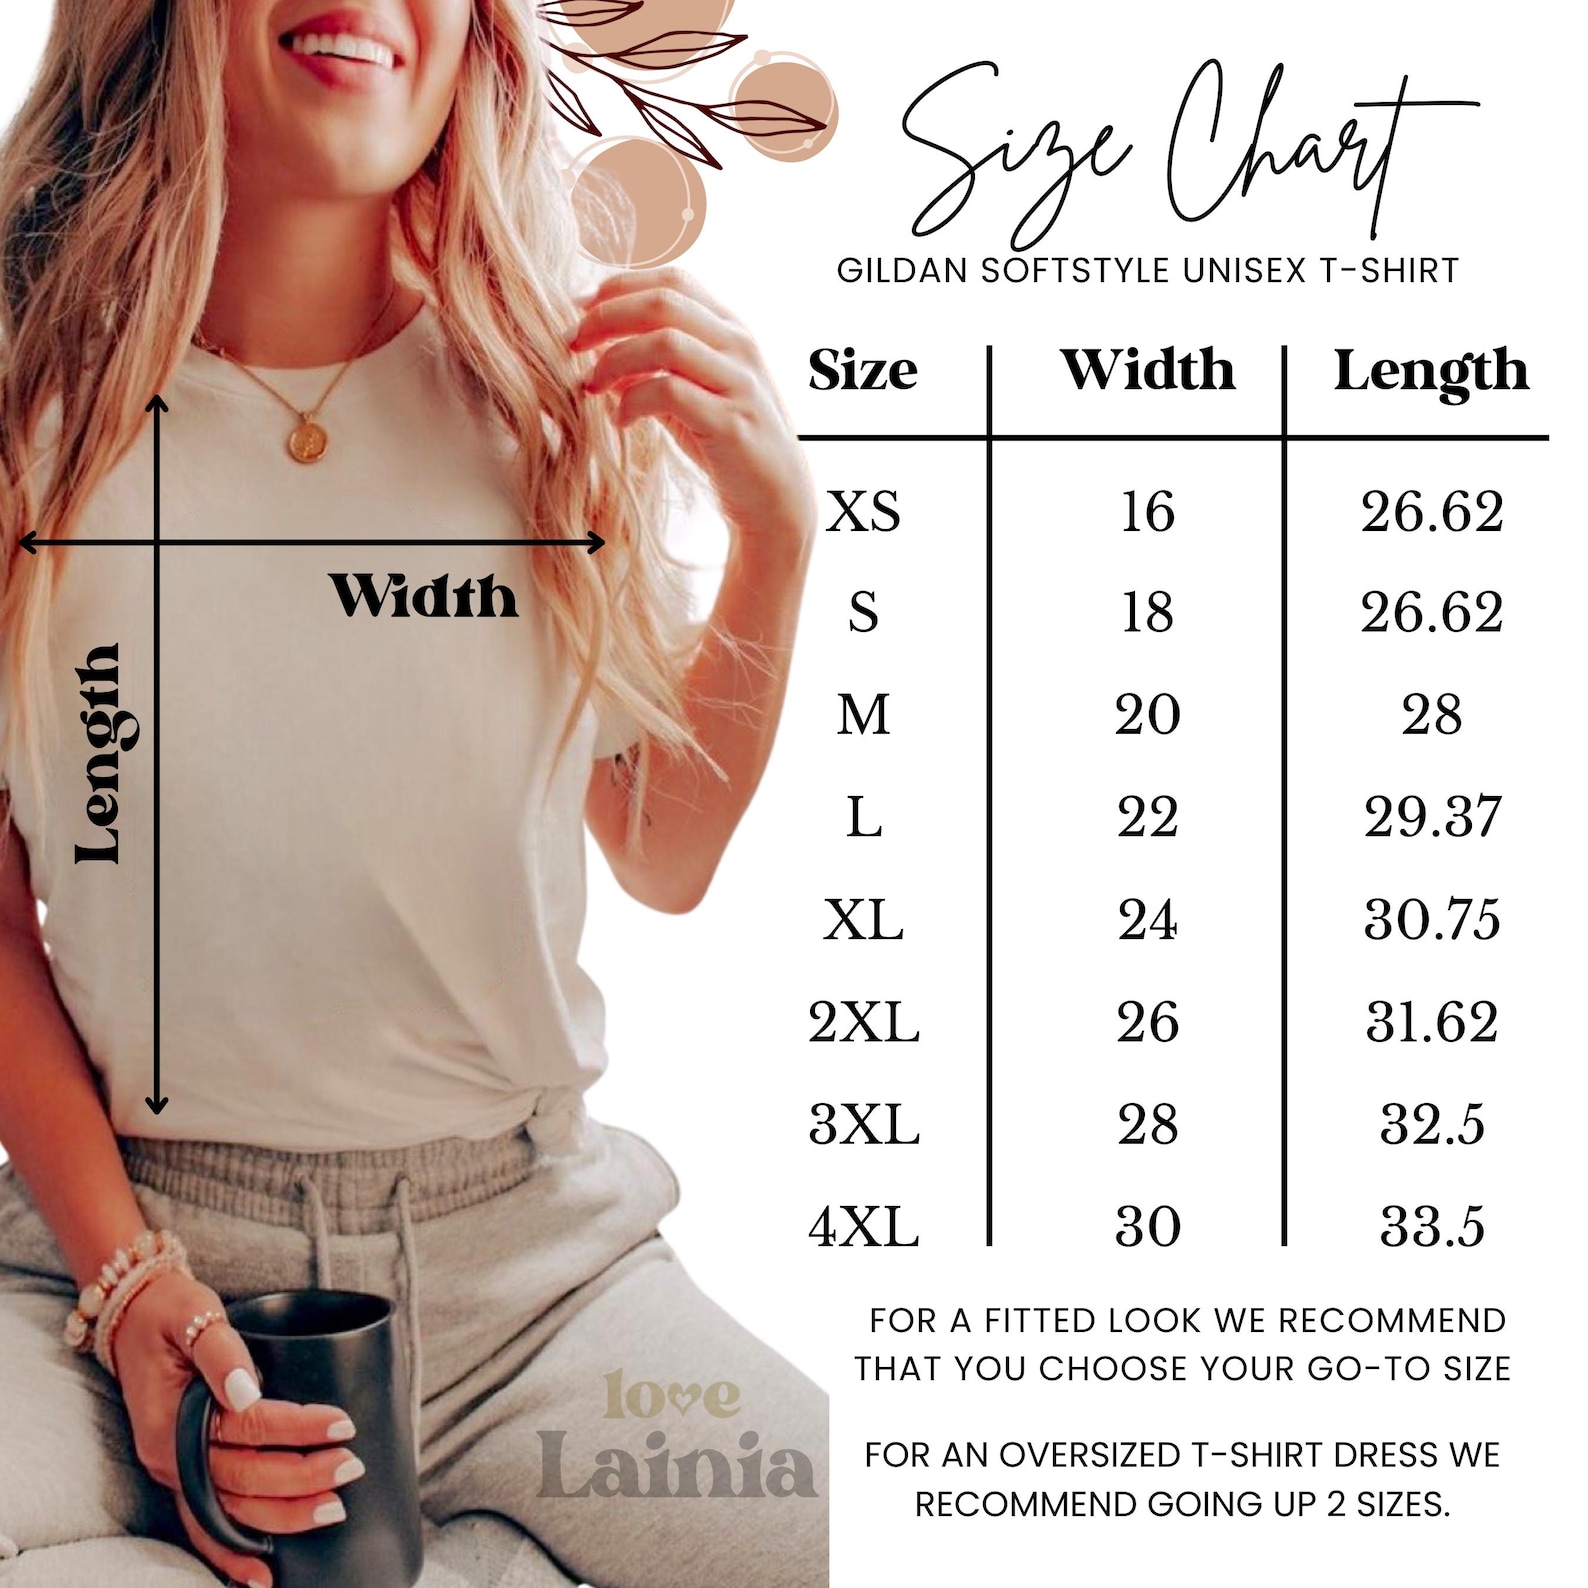 Size Chart
GILDAN SOFTSTYLE UNISEX T-SHIRT
Size Width Length
XS 16 26.62
S 18 26.62
M 20 28
L 22 29.37
XL 24 30.75
2XL 26 31.62
3XL 28 32.5
4XL 30 33.5
FOR A FITTED LOOK WE RECOMMEND
THAT YOU CHOOSE YOUR GO-TO SIZE
FOR AN OVERSIZED T-SHIRT DRESS WE
RECOMMEND GOING UP 2 SIZES.
Width
Length
love
Lainia